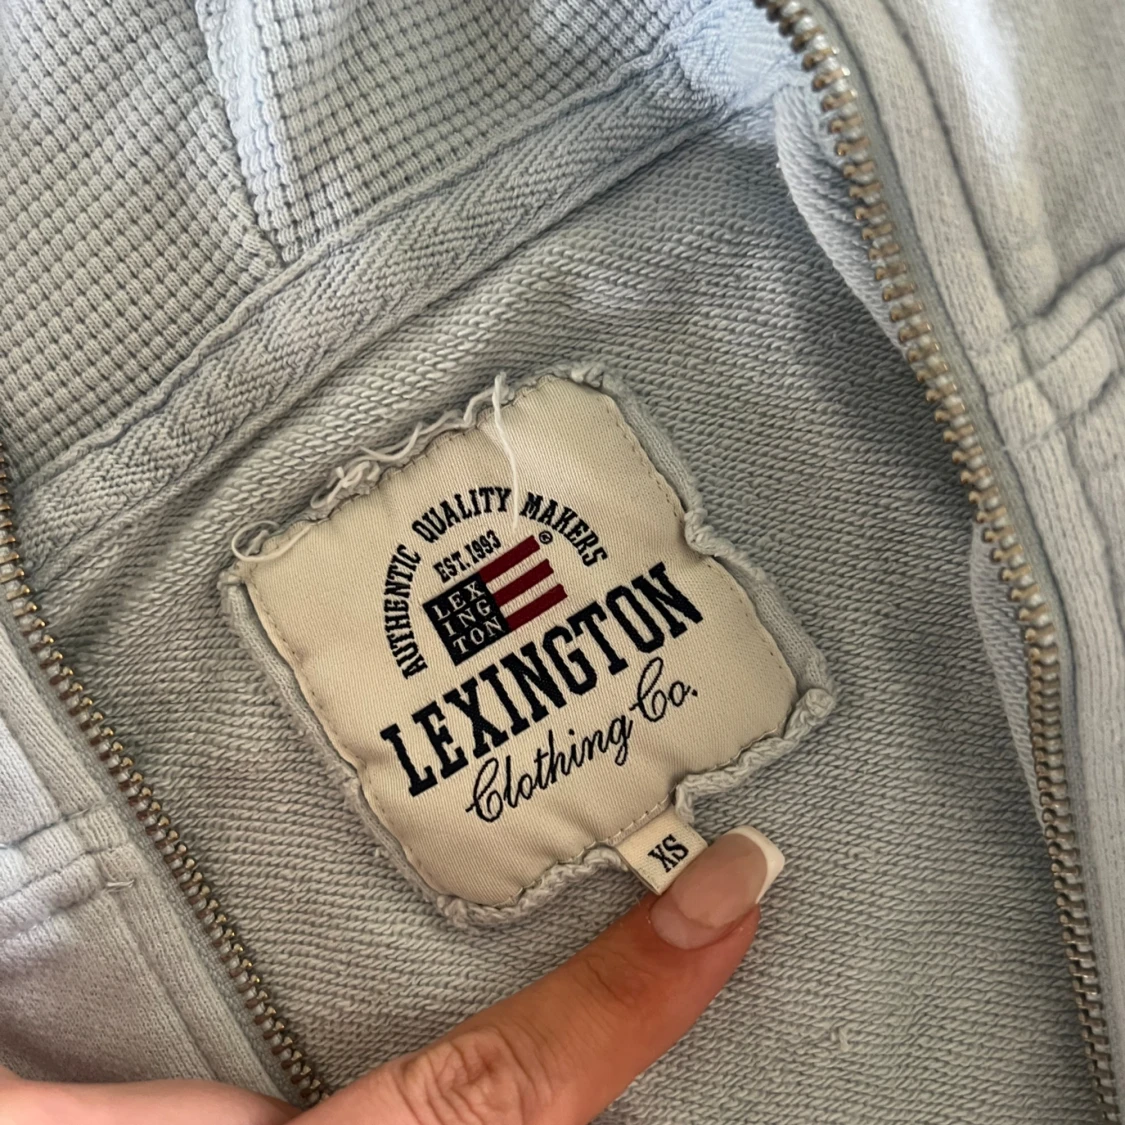 AUTHENTIC QUALITY MAKERS
EST. 1993
®
LEX
ING
TON
LEXINGTON
Clothing Co.
XS